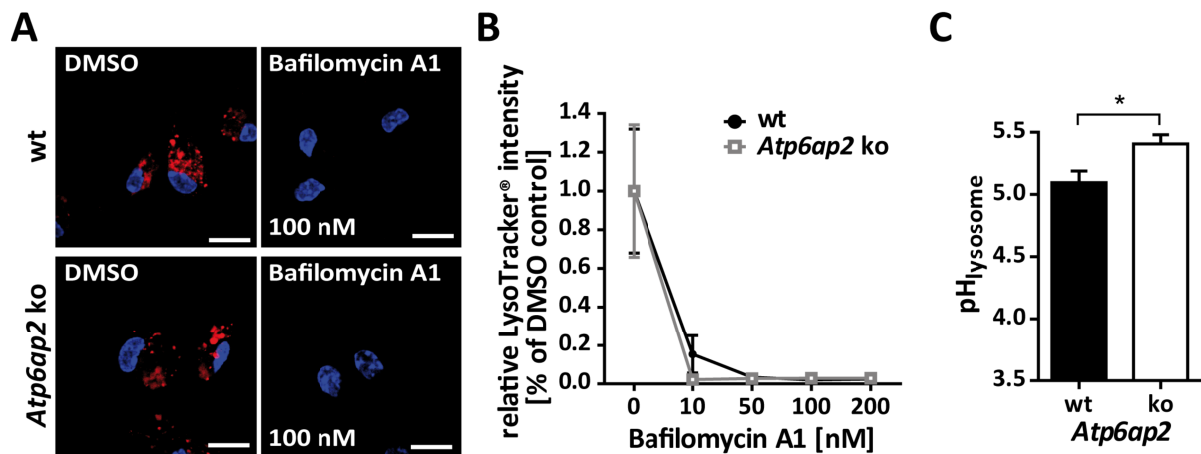 A
DMSO
Bafilomycin A1
wt
100 nM
DMSO
Bafilomycin A1
Atp6ap2 ko
100 nM
B
relative LysoTracker® intensity
[% of DMSO control]
1.4
1.2
1.0
0.8
0.6
0.4
0.2
0.0
0 10 50 100 200
Bafilomycin A1 [nM]
wt
Atp6ap2 ko
C
*
pHlysosome
5.5
5.0
4.5
4.0
3.5
wt ko
Atp6ap2